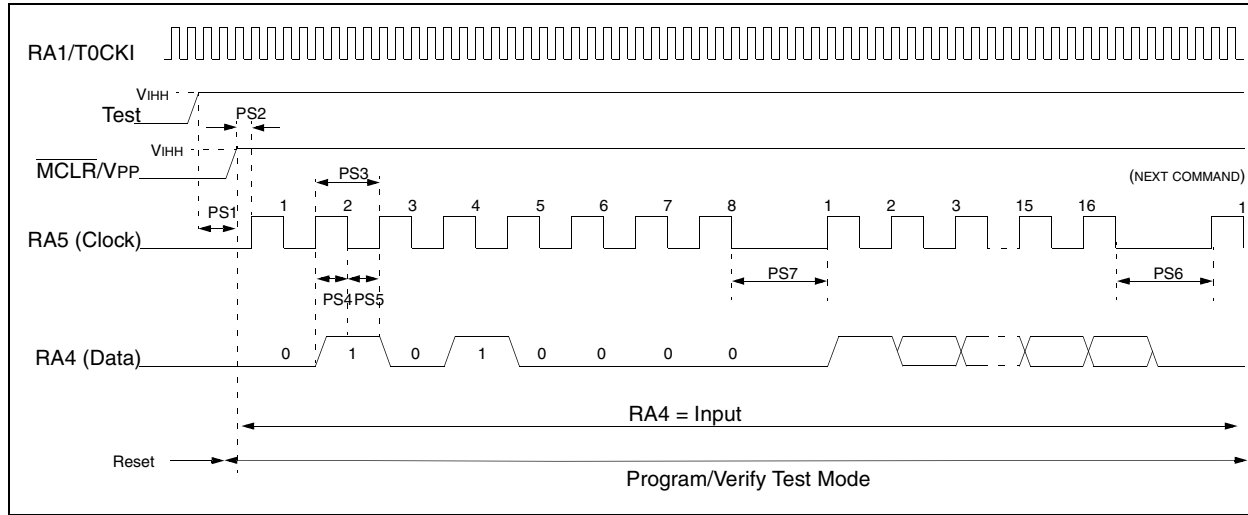 RA1/T0CKI
VIHH
Test
PS2
VIHH
MCLR/VPP
PS3
(NEXT COMMAND)
PS1
1 2 3 4 5 6 7 8 1 2 3 15 16 1
RA5 (Clock)
PS4 PS5
PS7
PS6
RA4 (Data)
0 1 0 1 0 0 0 0
RA4 = Input
Reset
Program/Verify Test Mode